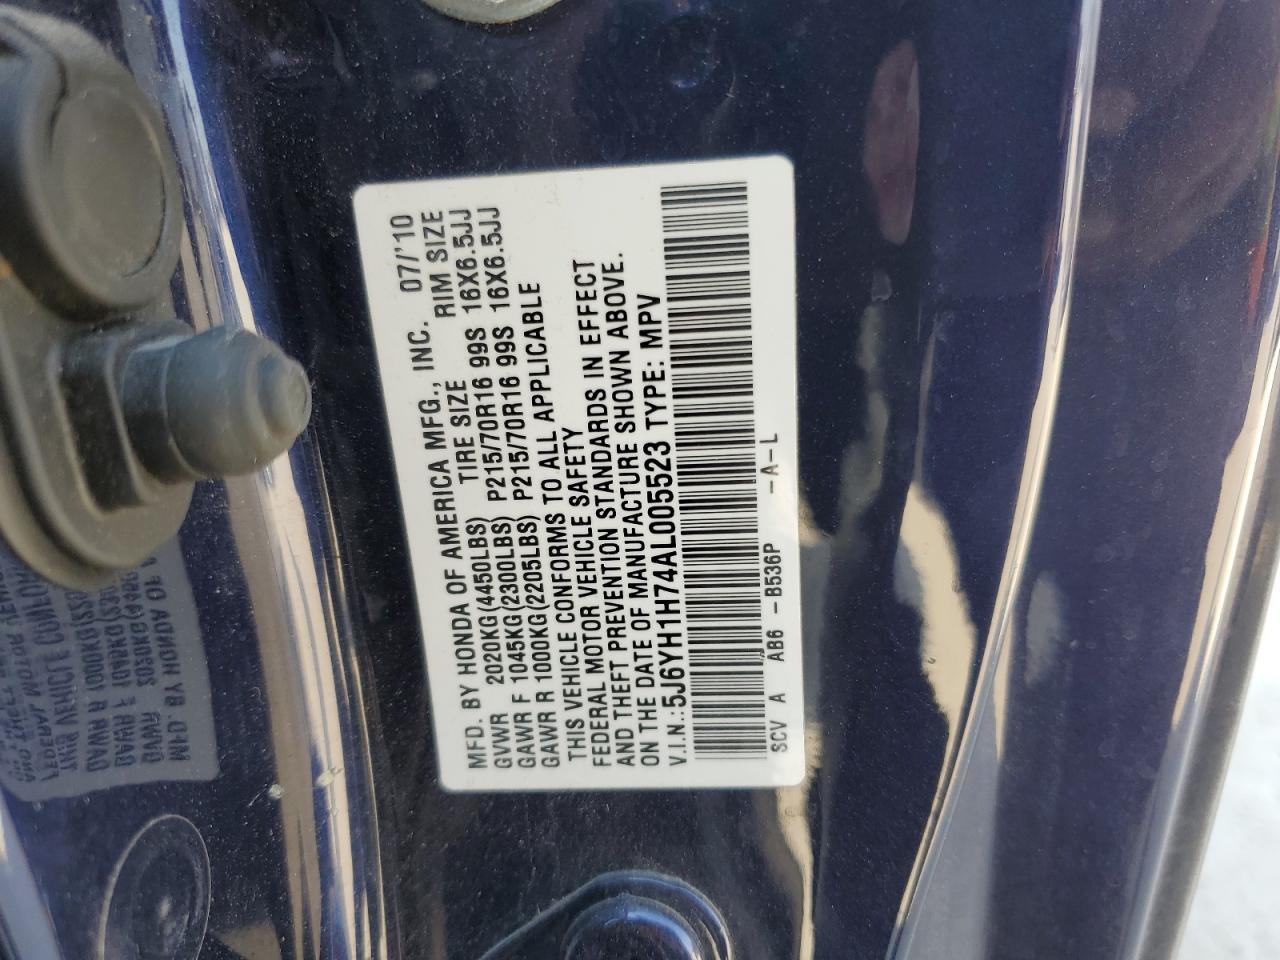 MFD. BY HONDA OF AMERICA MFG., INC. 07/'10
TIRE SIZE RIM SIZE
GVWR 2020KG(4450LBS) P215/70R16 99S 16X6.5JJ
GAWR F 1045KG(2300LBS) P215/70R16 99S 16X6.5JJ
GAWR R 1000KG(2205LBS) TO ALL APPLICABLE
THIS VEHICLE CONFORMS
FEDERAL MOTOR VEHICLE SAFETY
AND THEFT PREVENTION STANDARDS IN EFFECT
ON THE DATE OF MANUFACTURE SHOWN ABOVE.
V.I.N.:5J6YH1H74AL005523 TYPE: MPV
SCV A AB6 -B536P -A-L